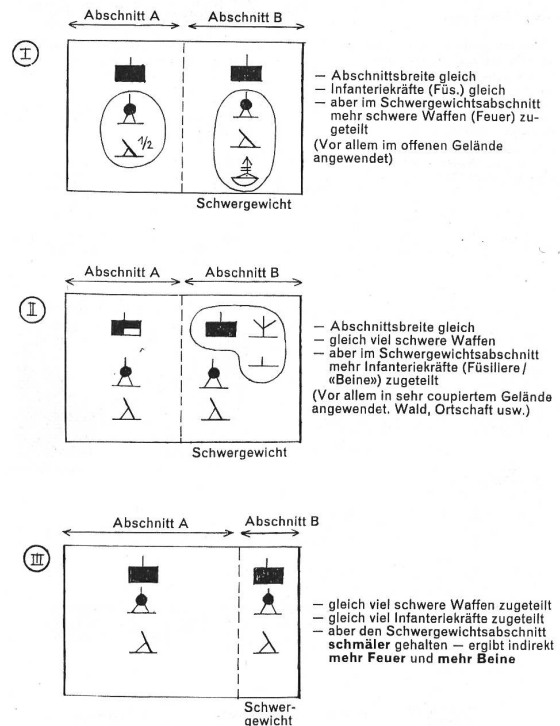 Abschnitt A
Abschnitt B
I
1/2
Schwergewicht
— Abschnittsbreite gleich
— Infanteriekräfte (Füs.) gleich
— aber im Schwergewichtsabschnitt
mehr schwere Waffen (Feuer) zu-
geteilt
(Vor allem im offenen Gelände
angewendet)
Abschnitt A
Abschnitt B
II
Schwergewicht
— Abschnittsbreite gleich
— gleich viel schwere Waffen
— aber im Schwergewichtsabschnitt
mehr Infanteriekräfte (Füsiliere /
«Beine») zugeteilt
(Vor allem in sehr coupiertem Gelände
angewendet. Wald, Ortschaft usw.)
Abschnitt A
Abschnitt B
III
— gleich viel schwere Waffen zugeteilt
— gleich viel Infanteriekräfte zugeteilt
— aber den Schwergewichtsabschnitt
schmäler gehalten — ergibt indirekt
mehr Feuer und mehr Beine
Schwer-
gewicht